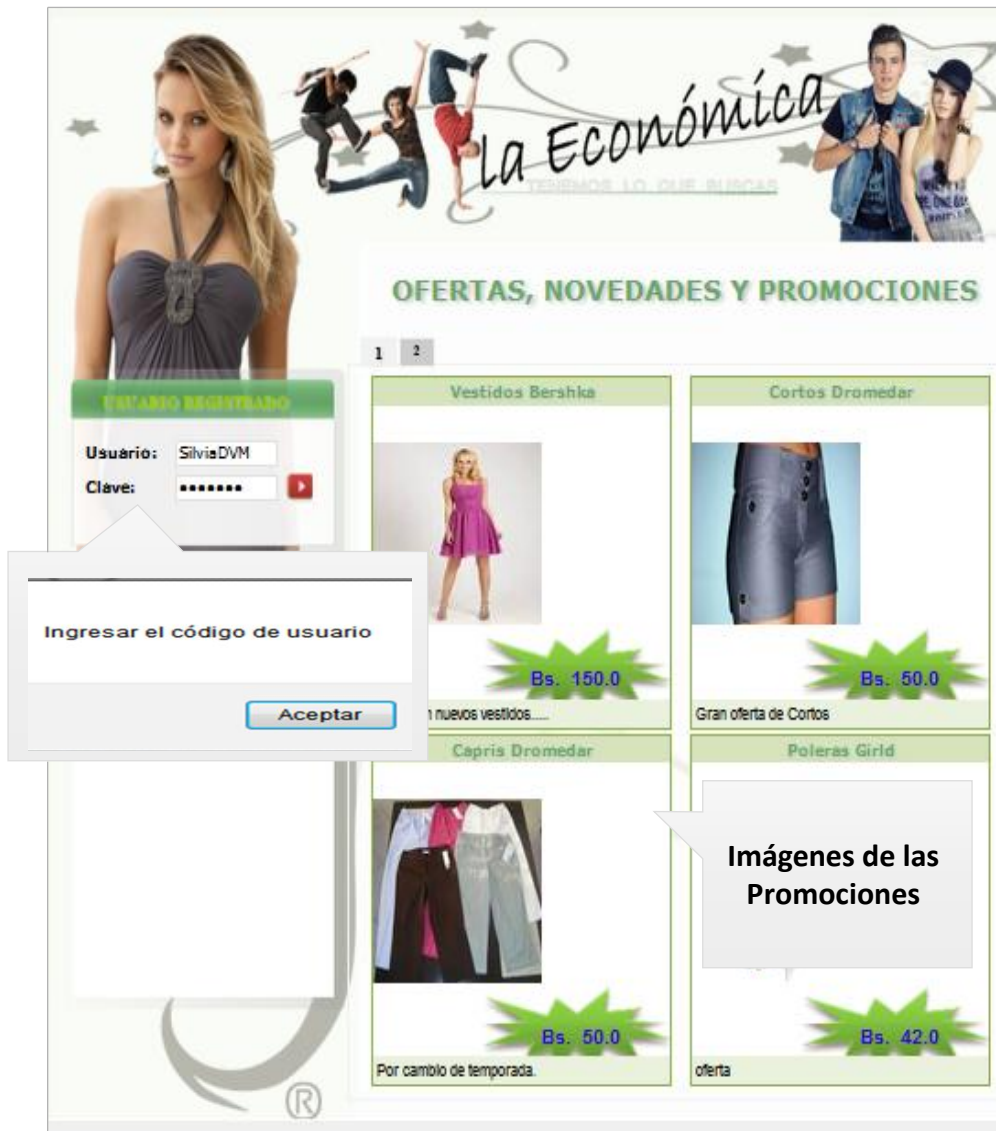 la Económica
TENEMOS LO QUE BUSCAS
OFERTAS, NOVEDADES Y PROMOCIONES
1 2
USUARIO REGISTRADO
Usuario: SilviaDVM
Clave: •••••••
Ingresar el código de usuario
Aceptar
Vestidos Bershka
Bs. 150.0
nuevos vestidos.....
Cortos Dromedar
Bs. 50.0
Gran oferta de Cortos
Capris Dromedar
Bs. 50.0
Por cambio de temporada.
Poleras Girld
Imágenes de las
Promociones
Bs. 42.0
oferta
®